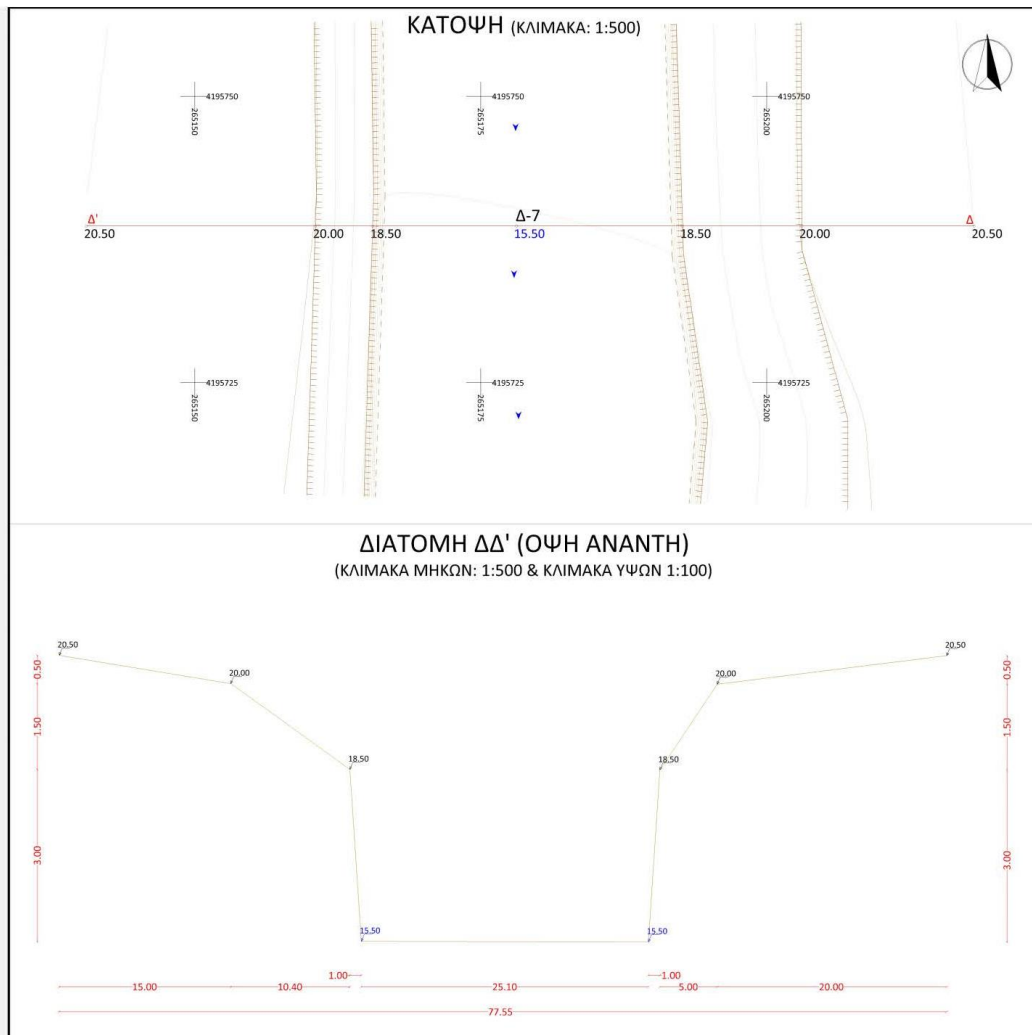 ΚΑΤΟΨΗ (ΚΛΙΜΑΚΑ: 1:500)
4195750 4195750 4195750
265150 265175 265200
Δ' Δ-7 Δ
20.50 20.00 18.50 15.50 18.50 20.00 20.50
4195725 4195725 4195725
265150 265175 265200
ΔΙΑΤΟΜΗ ΔΔ' (ΟΨΗ ΑΝΑΝΤΗ)
(ΚΛΙΜΑΚΑ ΜΗΚΩΝ: 1:500 & ΚΛΙΜΑΚΑ ΥΨΩΝ 1:100)
20,50 20,50
0.50 20,00 20,00 0.50
1.50 1.50
18,50 18,50
3.00 3.00
15,50 15,50
1.00 1.00
15.00 10.40 25.10 5.00 20.00
77.55